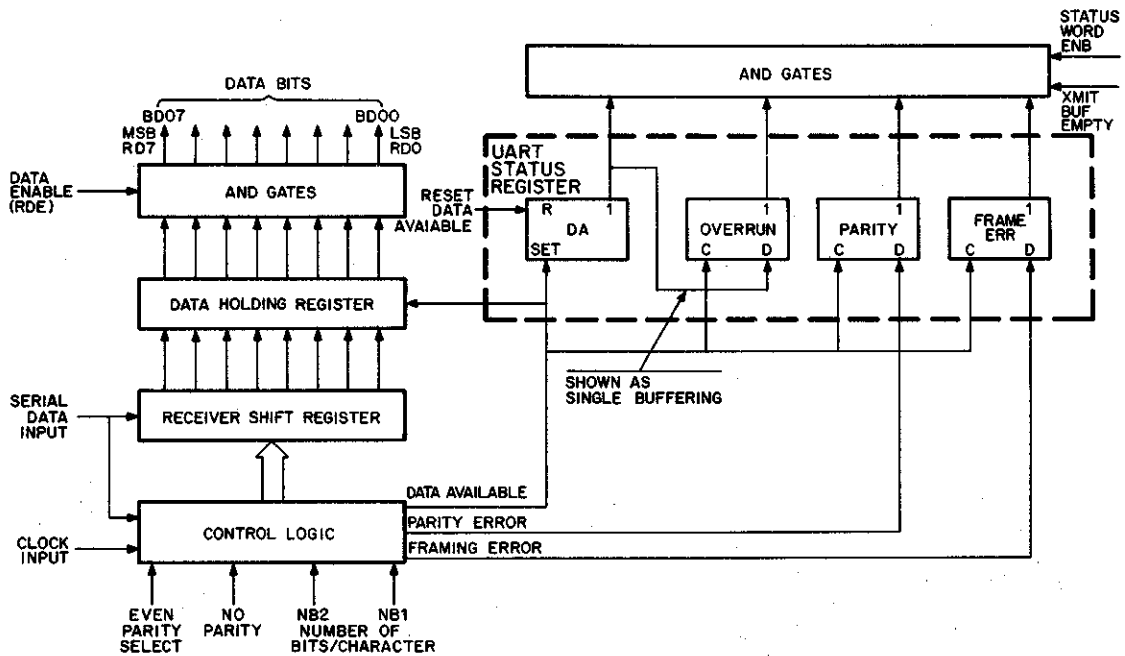 STATUS
WORD
ENB
AND GATES
XMIT
BUF
EMPTY
DATA BITS
BD07
BD00
MSB
RD7
LSB
RD0
DATA
ENABLE
(RDE)
AND GATES
UART
STATUS
REGISTER
RESET
DATA
AVAIABLE
R 1
DA
SET
1
OVERRUN
C D
1
PARITY
C D
1
FRAME
ERR
C D
DATA HOLDING REGISTER
SHOWN AS
SINGLE BUFFERING
SERIAL
DATA
INPUT
RECEIVER SHIFT REGISTER
DATA AVAILABLE
PARITY ERROR
FRAMING ERROR
CONTROL LOGIC
CLOCK
INPUT
EVEN
PARITY
SELECT
NO
PARITY
NB2 NB1
NUMBER OF
BITS/CHARACTER